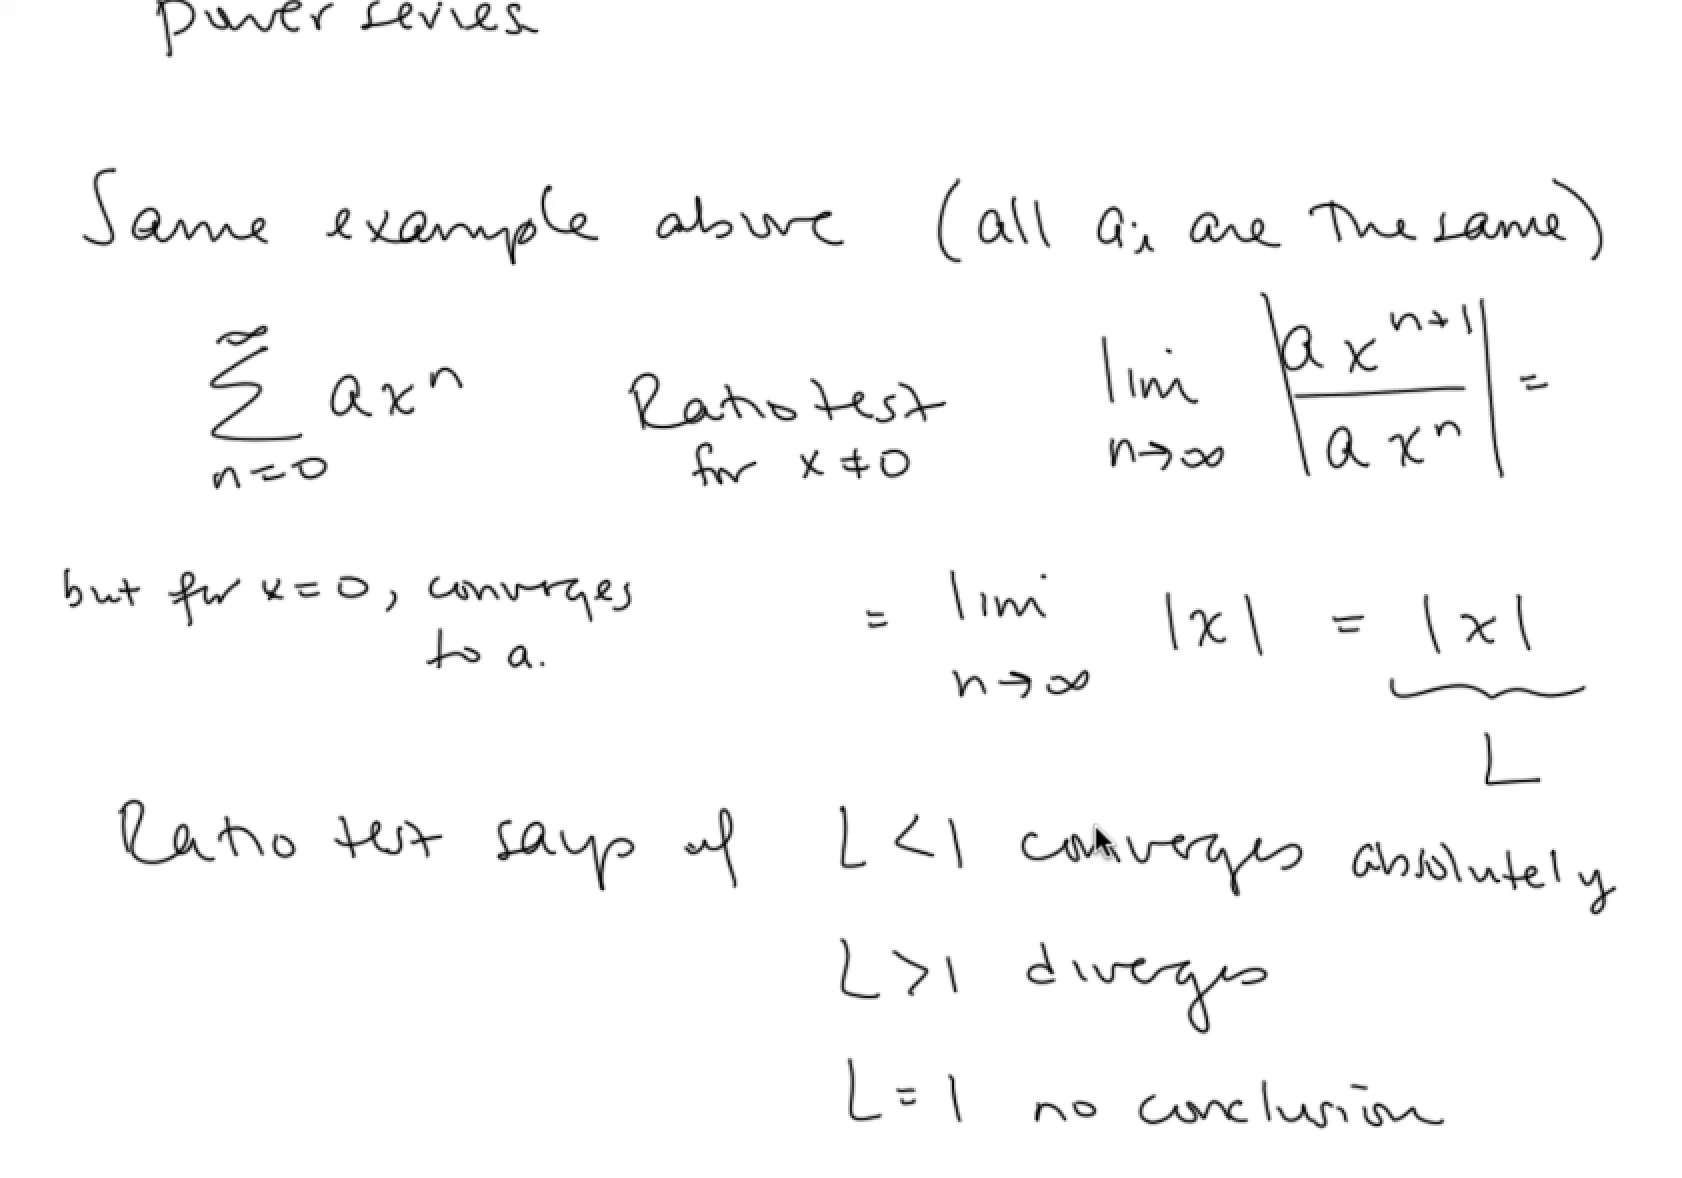 power series
Same example above (all aᵢ are the same)
∑_{n=0}^{∞} a xⁿ   Ratio test for x ≠ 0   lim_{n→∞} | a xⁿ⁺¹ / a xⁿ | =
but for x = 0, converges to a.
= lim_{n→∞} |x| = |x|
L
Ratio test says if L < 1 converges absolutely
L > 1 diverges
L = 1 no conclusion